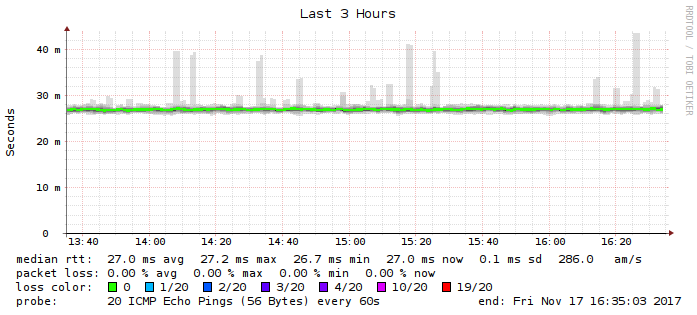 Last 3 Hours
RRDTOOL / TOBI OETIKER
Seconds
40 m
30 m
20 m
10 m
0
13:40 14:00 14:20 14:40 15:00 15:20 15:40 16:00 16:20
median rtt: 27.0 ms avg 27.2 ms max 26.7 ms min 27.0 ms now 0.1 ms sd 286.0 am/s
packet loss: 0.00 % avg 0.00 % max 0.00 % min 0.00 % now
loss color: 0 1/20 2/20 3/20 4/20 10/20 19/20
probe: 20 ICMP Echo Pings (56 Bytes) every 60s end: Fri Nov 17 16:35:03 2017